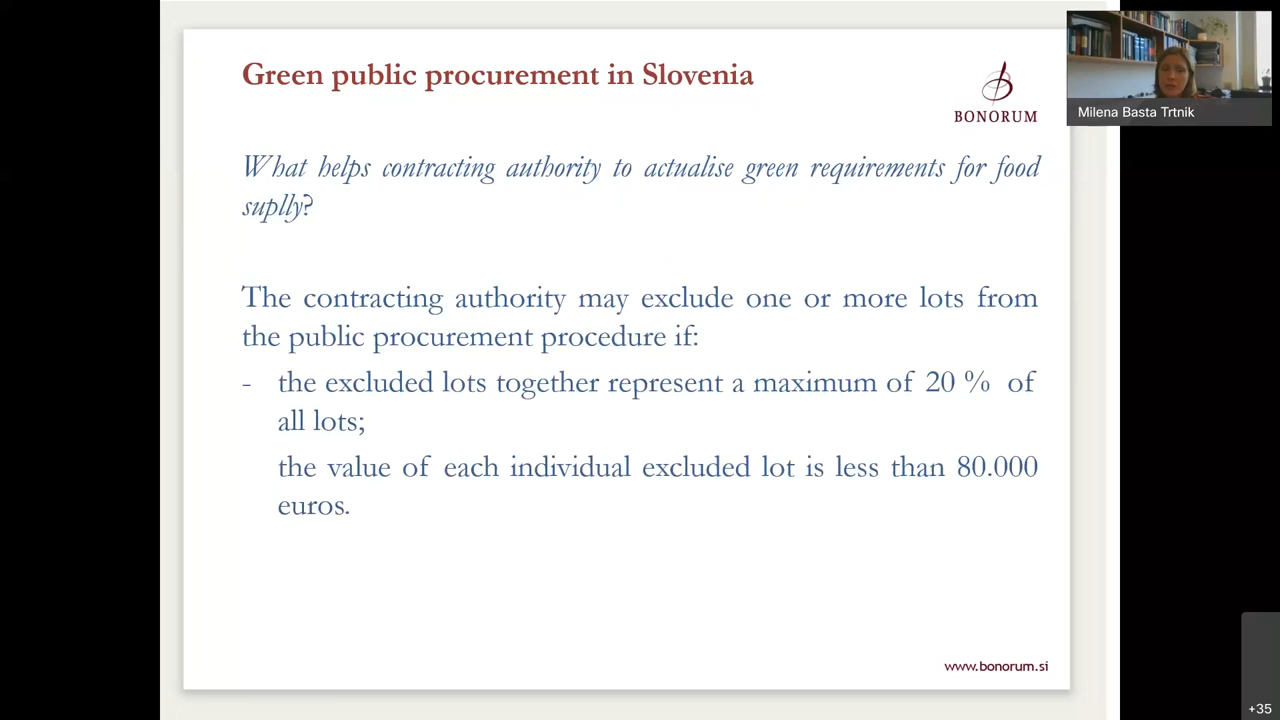 Green public procurement in Slovenia
BONORUM
Milena Basta Trtnik
What helps contracting authority to actualise green requirements for food
suplly?
The contracting authority may exclude one or more lots from
the public procurement procedure if:
- the excluded lots together represent a maximum of 20 % of
all lots;
the value of each individual excluded lot is less than 80.000
euros.
www.bonorum.si
+35